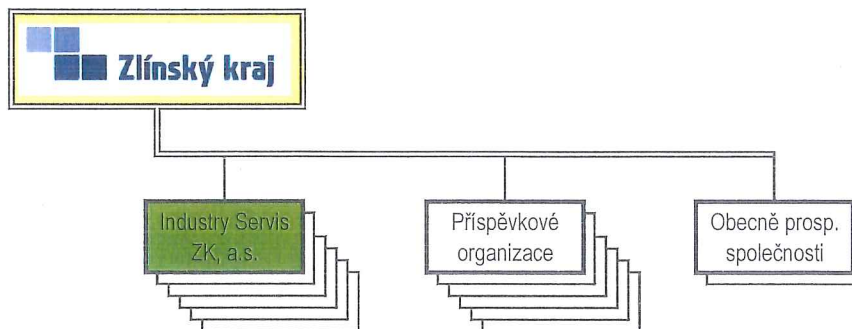 Zlínský kraj
Industry Servis
ZK, a.s.
Příspěvkové
organizace
Obecně prosp.
společnosti